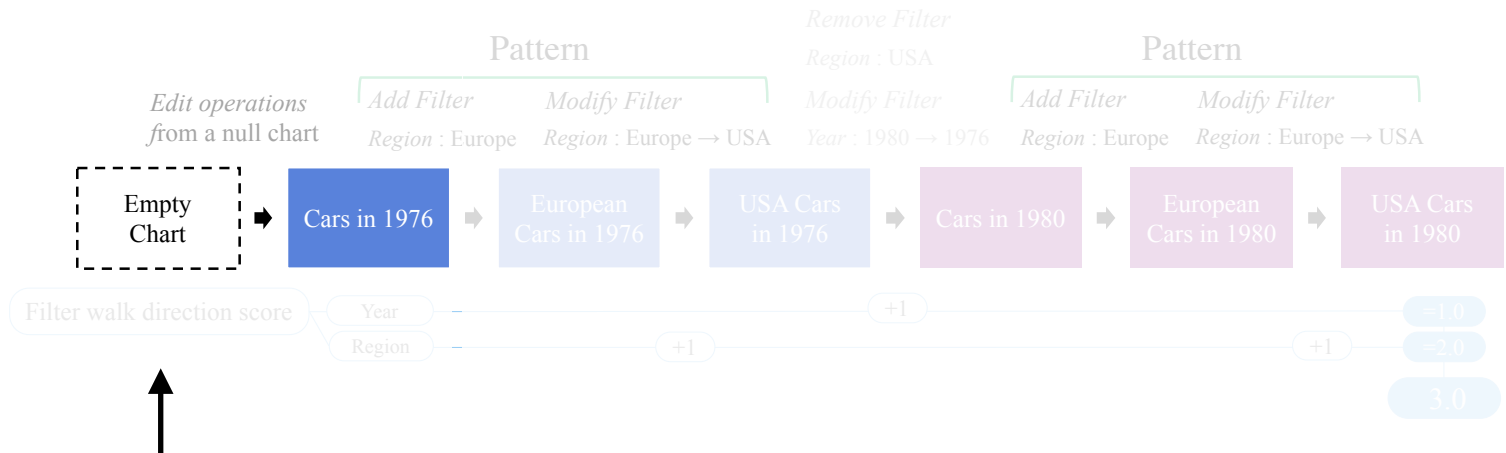 Remove Filter
Region : USA
Pattern
Pattern
Edit operations
from a null chart
Add Filter
Region : Europe
Modify Filter
Region : Europe → USA
Modify Filter
Year : 1980 → 1976
Add Filter
Region : Europe
Modify Filter
Region : Europe → USA
Empty
Chart
Cars in 1976
European
Cars in 1976
USA Cars
in 1976
Cars in 1980
European
Cars in 1980
USA Cars
in 1980
Filter walk direction score
Year
–
+1
=1.0
Region
–
+1
+1
=2.0
3.0